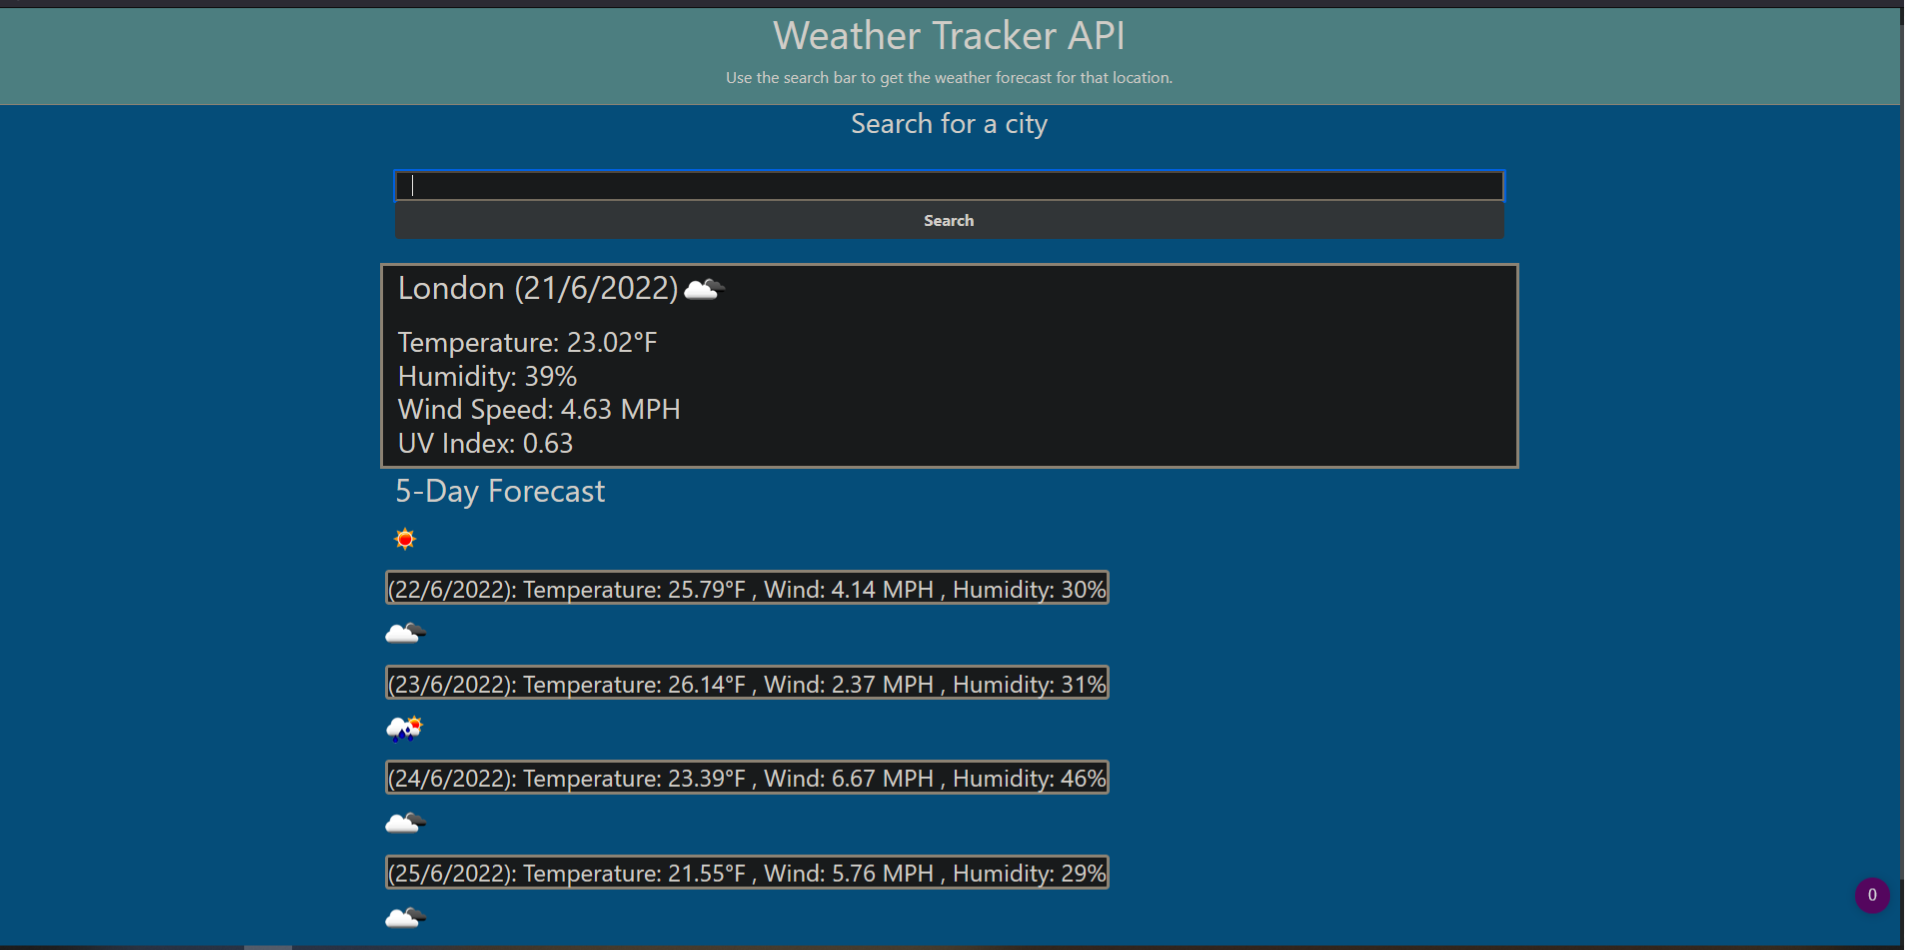 Weather Tracker API
Use the search bar to get the weather forecast for that location.
Search for a city
Search
London (21/6/2022)
Temperature: 23.02°F
Humidity: 39%
Wind Speed: 4.63 MPH
UV Index: 0.63
5-Day Forecast
(22/6/2022): Temperature: 25.79°F , Wind: 4.14 MPH , Humidity: 30%
(23/6/2022): Temperature: 26.14°F , Wind: 2.37 MPH , Humidity: 31%
(24/6/2022): Temperature: 23.39°F , Wind: 6.67 MPH , Humidity: 46%
(25/6/2022): Temperature: 21.55°F , Wind: 5.76 MPH , Humidity: 29%
0